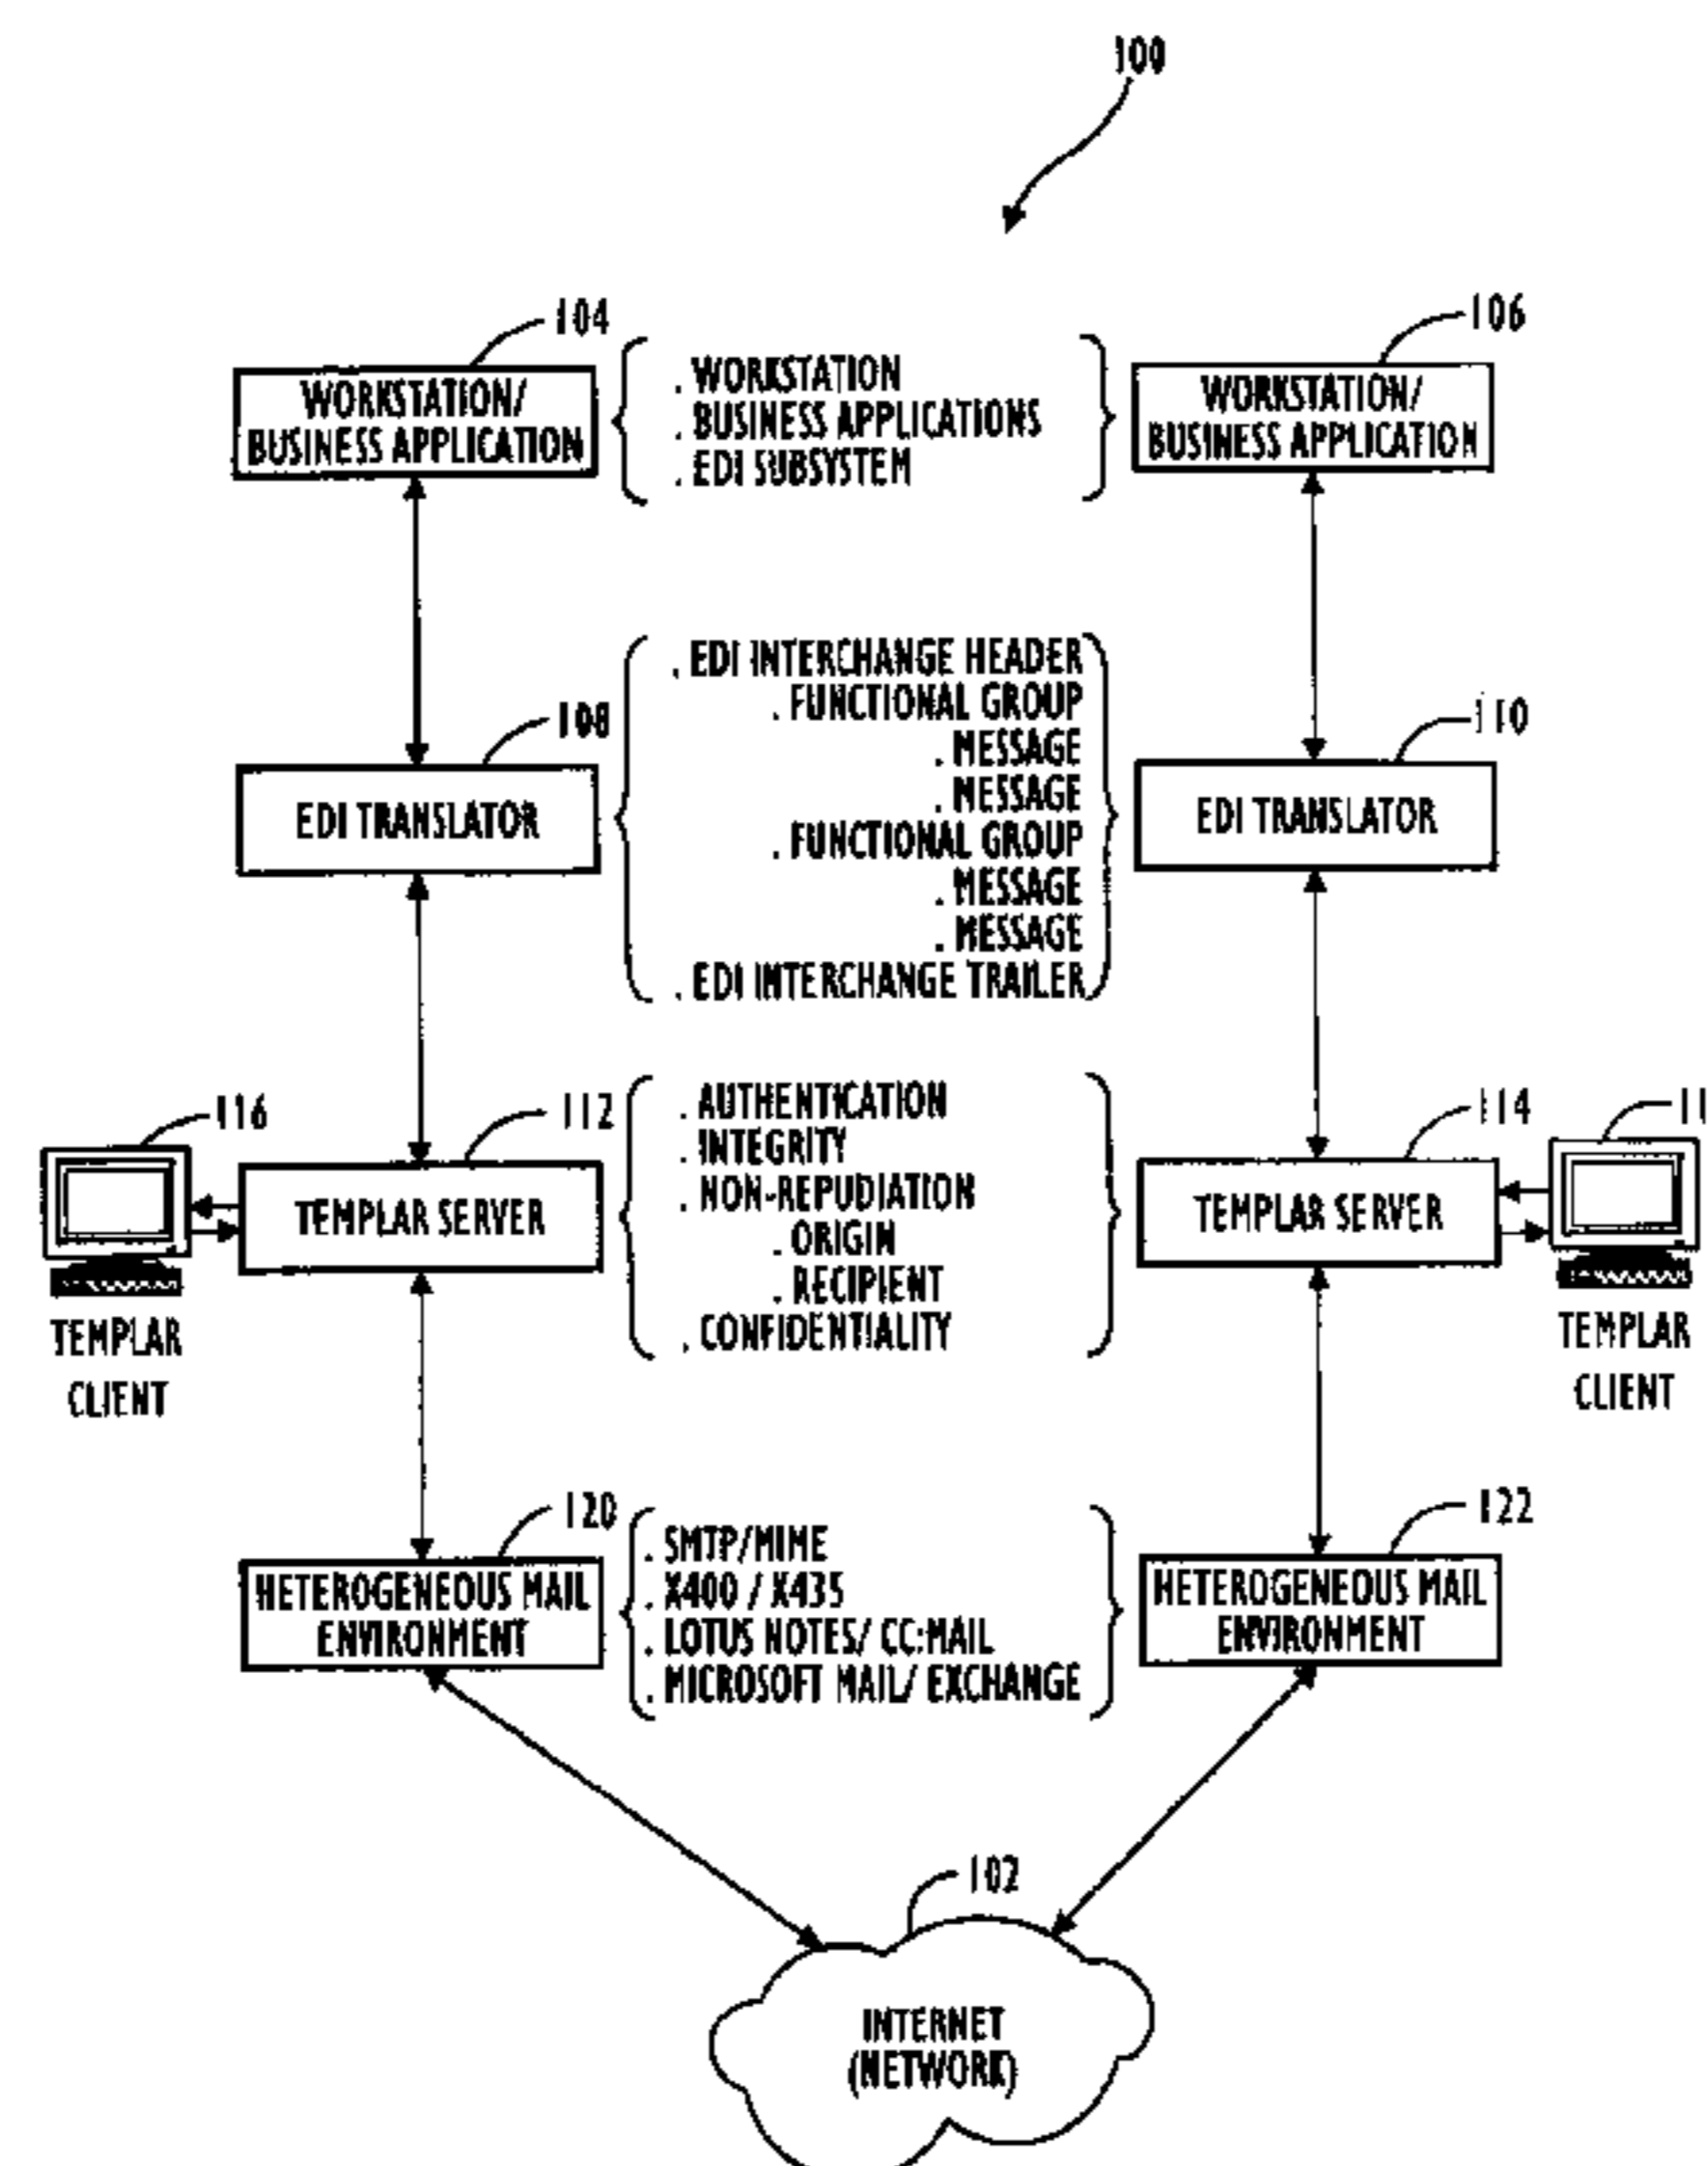 100
104
106
WORKSTATION/
BUSINESS APPLICATION
. WORKSTATION
. BUSINESS APPLICATIONS
. EDI SUBSYSTEM
WORKSTATION/
BUSINESS APPLICATION
108
110
EDI TRANSLATOR
. EDI INTERCHANGE HEADER
. FUNCTIONAL GROUP
. MESSAGE
. MESSAGE
. FUNCTIONAL GROUP
. MESSAGE
. MESSAGE
. EDI INTERCHANGE TRAILER
EDI TRANSLATOR
116
112
114
11
TEMPLAR SERVER
. AUTHENTICATION
. INTEGRITY
. NON-REPUDIATION
. ORIGIN
. RECIPIENT
. CONFIDENTIALITY
TEMPLAR SERVER
TEMPLAR
CLIENT
TEMPLAR
CLIENT
120
122
HETEROGENEOUS MAIL
ENVIRONMENT
. SMTP/MIME
. X400 / X435
. LOTUS NOTES/ CC:MAIL
. MICROSOFT MAIL/ EXCHANGE
HETEROGENEOUS MAIL
ENVIRONMENT
102
INTERNET
(NETWORK)